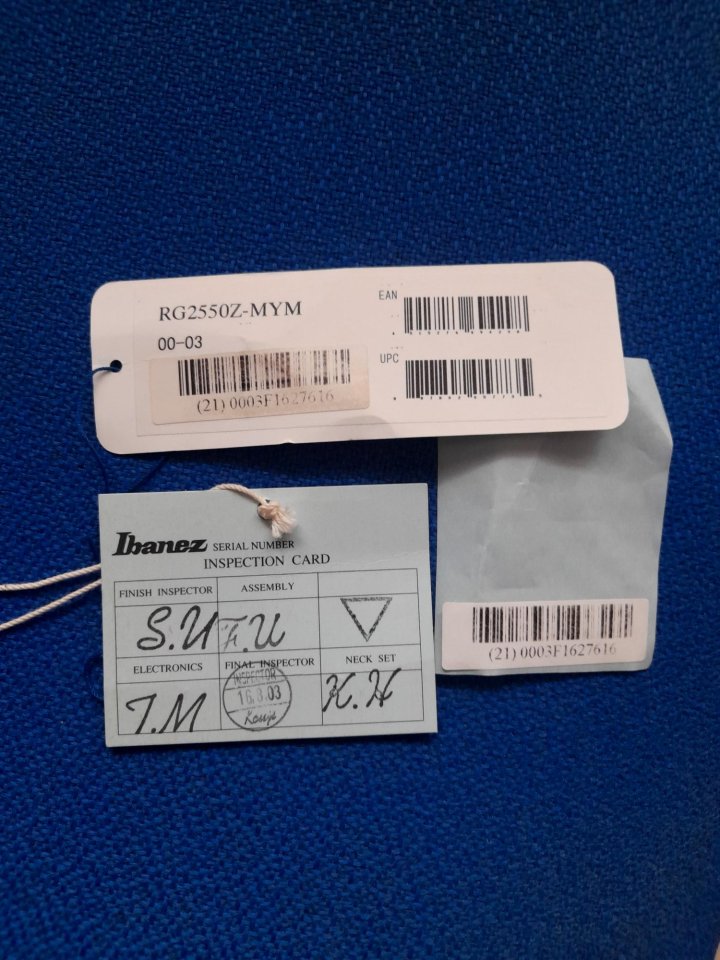 RG2550Z-MYM
00-03
(21) 0003F1627616
EAN
UPC
Ibanez SERIAL NUMBER
INSPECTION CARD
FINISH INSPECTOR ASSEMBLY
S.U F.U
ELECTRONICS FINAL INSPECTOR NECK SET
T.M INSPECTOR 16.3.03 K.H
(21) 0003F1627616